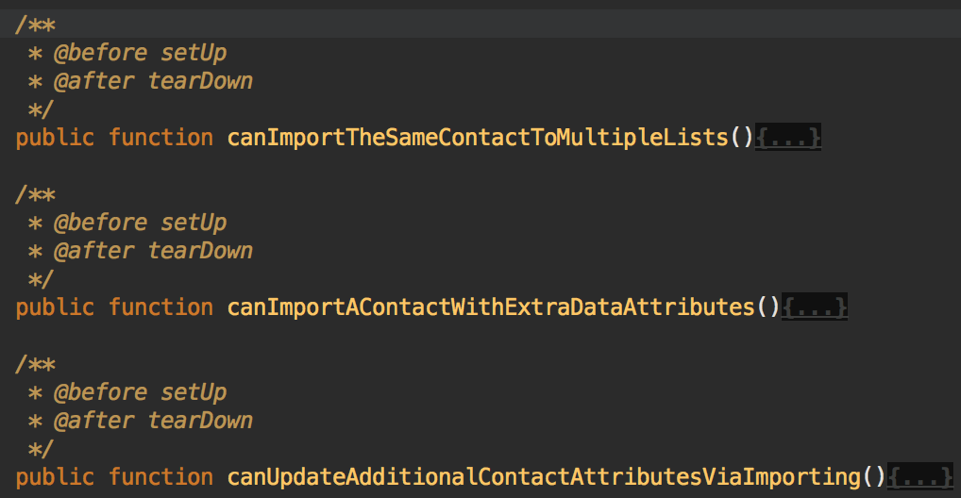 /**
 * @before setUp
 * @after tearDown
 */
public function canImportTheSameContactToMultipleLists(){...}
/**
 * @before setUp
 * @after tearDown
 */
public function canImportAContactWithExtraDataAttributes(){...}
/**
 * @before setUp
 * @after tearDown
 */
public function canUpdateAdditionalContactAttributesViaImporting(){...}